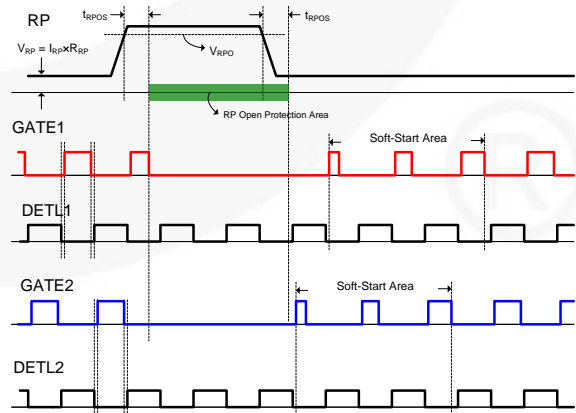 tRPOS
tRPOS
RP
VRP = IRP×RRP
VRPO
RP Open Protection Area
GATE1
Soft-Start Area
DETL1
GATE2
Soft-Start Area
DETL2
®